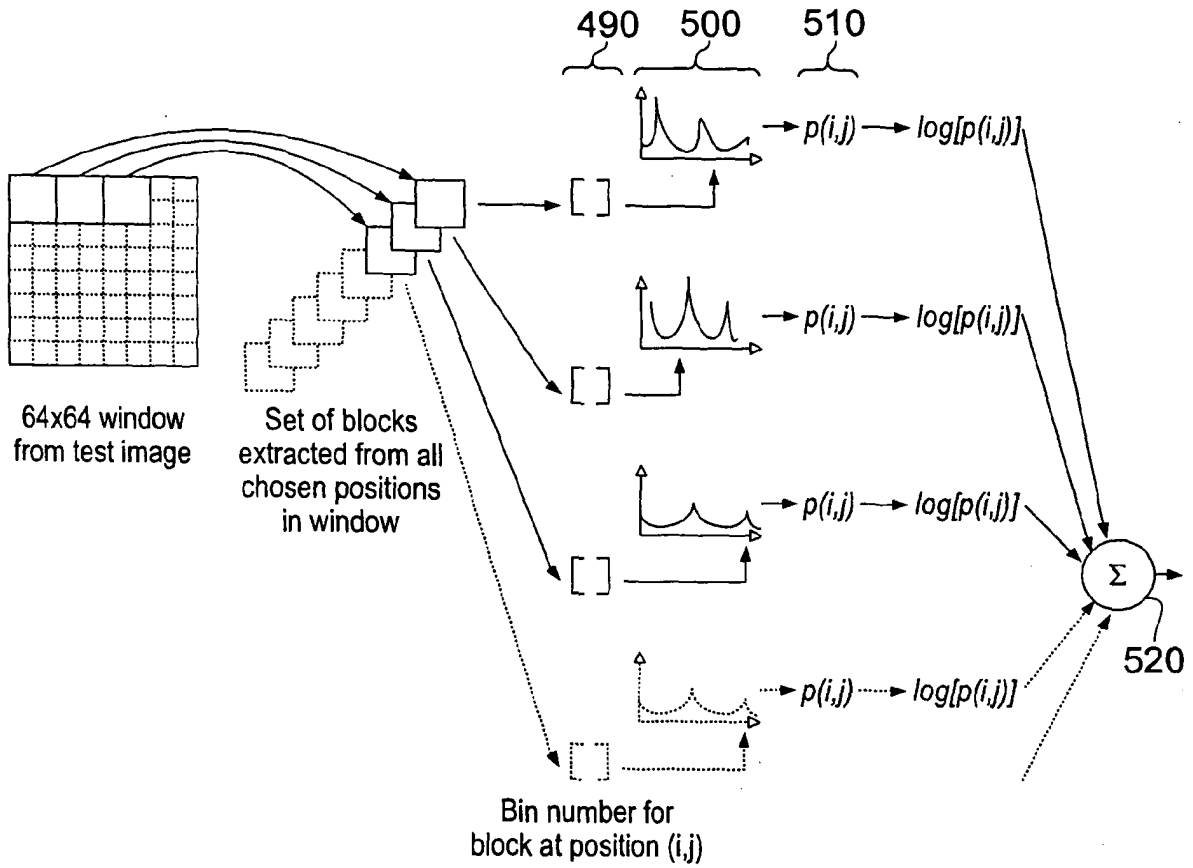 490 500 510
p(i,j) log[p(i,j)]
p(i,j) log[p(i,j)]
64x64 window
from test image
Set of blocks
extracted from all
chosen positions
in window
p(i,j) log[p(i,j)]
Σ
520
p(i,j) log[p(i,j)]
Bin number for
block at position (i,j)